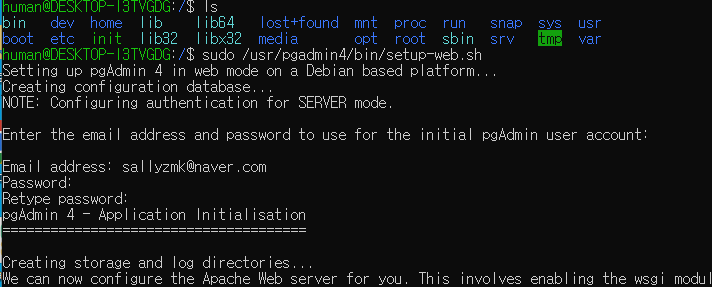 human@DESKTOP-I3TVGDG:/$ ls
bin dev home lib lib64 lost+found mnt proc run snap sys usr
boot etc init lib32 libx32 media opt root sbin srv tmp var
human@DESKTOP-I3TVGDG:/$ sudo /usr/pgadmin4/bin/setup-web.sh
Setting up pgAdmin 4 in web mode on a Debian based platform...
Creating configuration database...
NOTE: Configuring authentication for SERVER mode.
Enter the email address and password to use for the initial pgAdmin user account:
Email address: sallyzmk@naver.com
Password:
Retype password:
pgAdmin 4 - Application Initialisation
======================================
Creating storage and log directories...
We can now configure the Apache Web server for you. This involves enabling the wsgi modul